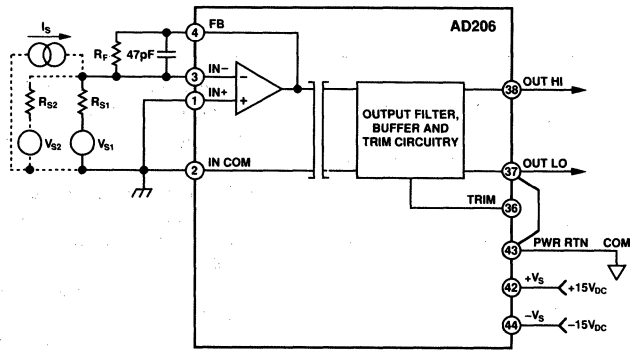 AD206
IS
4 FB
RF 47pF
3 IN–
1 IN+
RS2 RS1
VS2 VS1
2 IN COM
OUTPUT FILTER,
BUFFER AND
TRIM CIRCUITRY
38 OUT HI
37 OUT LO
TRIM 36
43 PWR RTN COM
42 +VS +15VDC
44 –VS –15VDC
– 
+